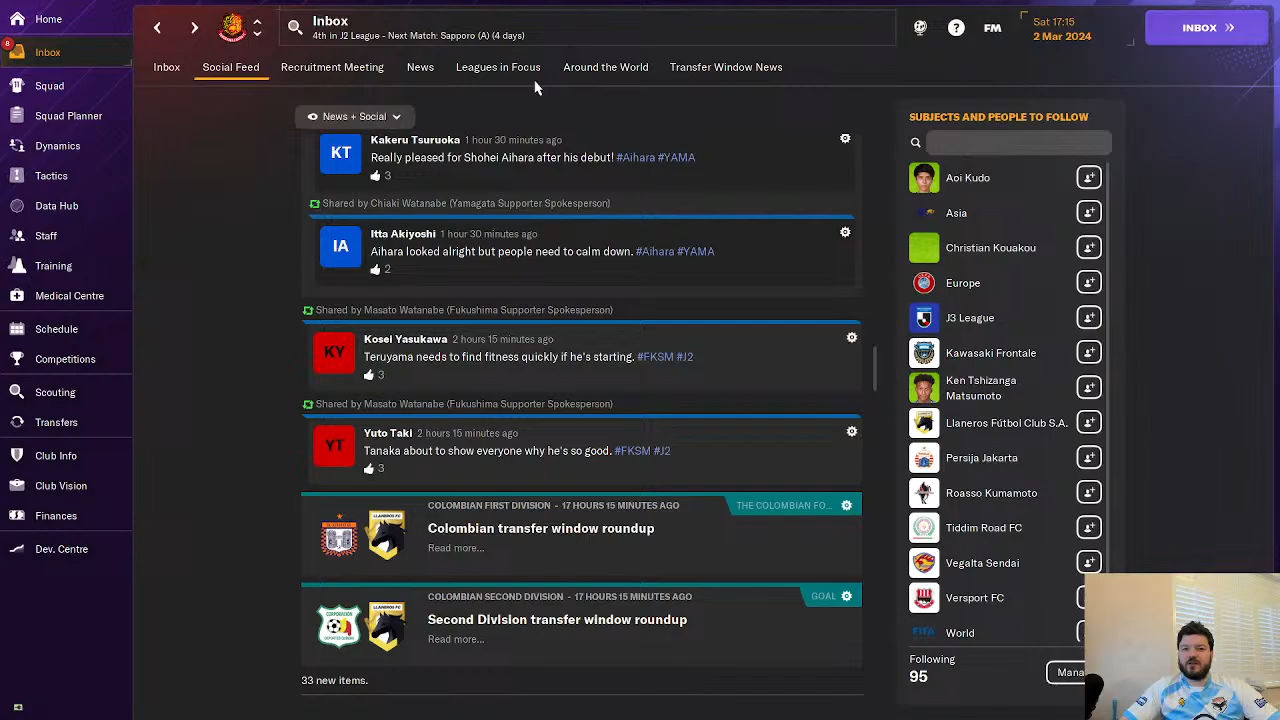 Home
8
Inbox
Squad
Squad Planner
Dynamics
Tactics
Data Hub
Staff
Training
Medical Centre
Schedule
Competitions
Scouting
Transfers
Club Info
Club Vision
Finances
Inbox
4th in J2 League - Next Match: Sapporo (A) (4 days)
?
FM
Sat 17:15
2 Mar 2024
INBOX
Inbox
Social Feed
Recruitment Meeting
News
Leagues in Focus
Around the World
Transfer Window News
News + Social
KT
Kakeru Tsuruoka 1 hour 30 minutes ago
Really pleased for Shohei Aihara after his debut! #Aihara #YAMA
3
Shared by Chiaki Watanabe (Yamagata Supporter Spokesperson)
IA
Itta Akiyoshi 1 hour 30 minutes ago
Aihara looked alright but people need to calm down. #Aihara #YAMA
2
Shared by Masato Watanabe (Fukushima Supporter Spokesperson)
KY
Kosei Yasukawa 2 hours 15 minutes ago
Teruyama needs to find fitness quickly if he's starting. #FKSM #J2
3
Shared by Masato Watanabe (Fukushima Supporter Spokesperson)
YT
Yuto Taki 2 hours 15 minutes ago
about to show everyone why he's so good. #FKSM #J2
3
COLOMBIAN FIRST DIVISION - 17 HOURS 15 MINUTES AGO
THE COLOMBIAN FO...
Colombian transfer window roundup
Read more...
COLOMBIAN SECOND DIVISION - 17 HOURS 15 MINUTES AGO
GOAL
Second Division transfer window roundup
Read more...
33 new items.
SUBJECTS AND PEOPLE TO FOLLOW
Aoi Kudo
Asia
Christian Kouakou
Europe
J3 League
Kawasaki Frontale
Ken Tshizanga
Matsumoto
Llaneros Fútbol Club S.A.
Persija Jakarta
Roasso Kumamoto
Tiddim Road FC
Vegalta Sendai
Versport FC
FIFA
World
Following
95
Mana